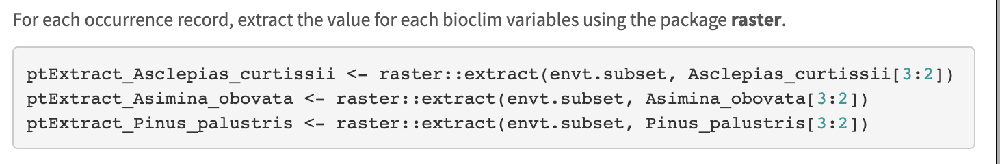 For each occurrence record, extract the value for each bioclim variables using the package raster.
ptExtract_Asclepias_curtissii <- raster::extract(envt.subset, Asclepias_curtissii[3:2])
ptExtract_Asimina_obovata <- raster::extract(envt.subset, Asimina_obovata[3:2])
ptExtract_Pinus_palustris <- raster::extract(envt.subset, Pinus_palustris[3:2])